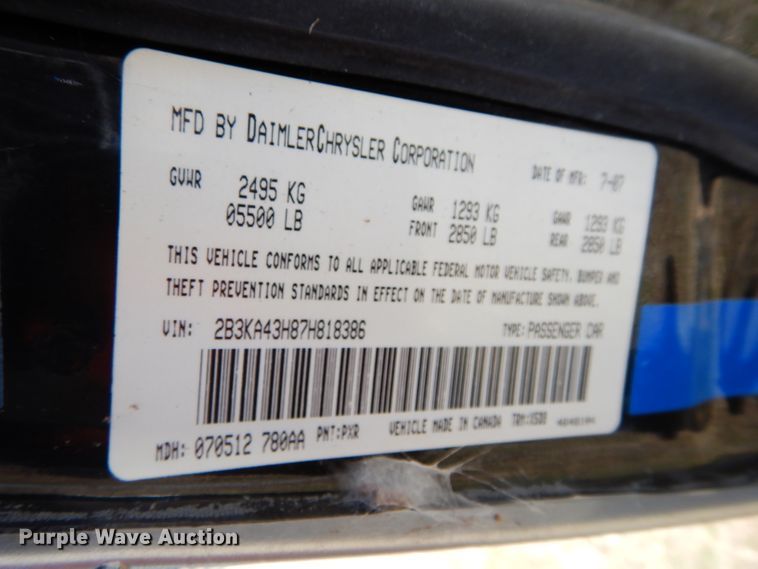 MFD BY DAIMLERCHRYSLER CORPORATION DATE OF MFR: 7-07
GVWR 2495 KG GAWR 1293 KG GAWR 1293 KG
05500 LB FRONT 2850 LB REAR 2850 LB
THIS VEHICLE CONFORMS TO ALL APPLICABLE FEDERAL MOTOR VEHICLE SAFETY, BUMPER AND
THEFT PREVENTION STANDARDS IN EFFECT ON THE DATE OF MANUFACTURE SHOWN ABOVE.
VIN: 2B3KA43H87H818386 TYPE: PASSENGER CAR
MDH: 070512 780AA PNT: PXR VEHICLE MADE IN CANADA TRM:
Purple Wave Auction